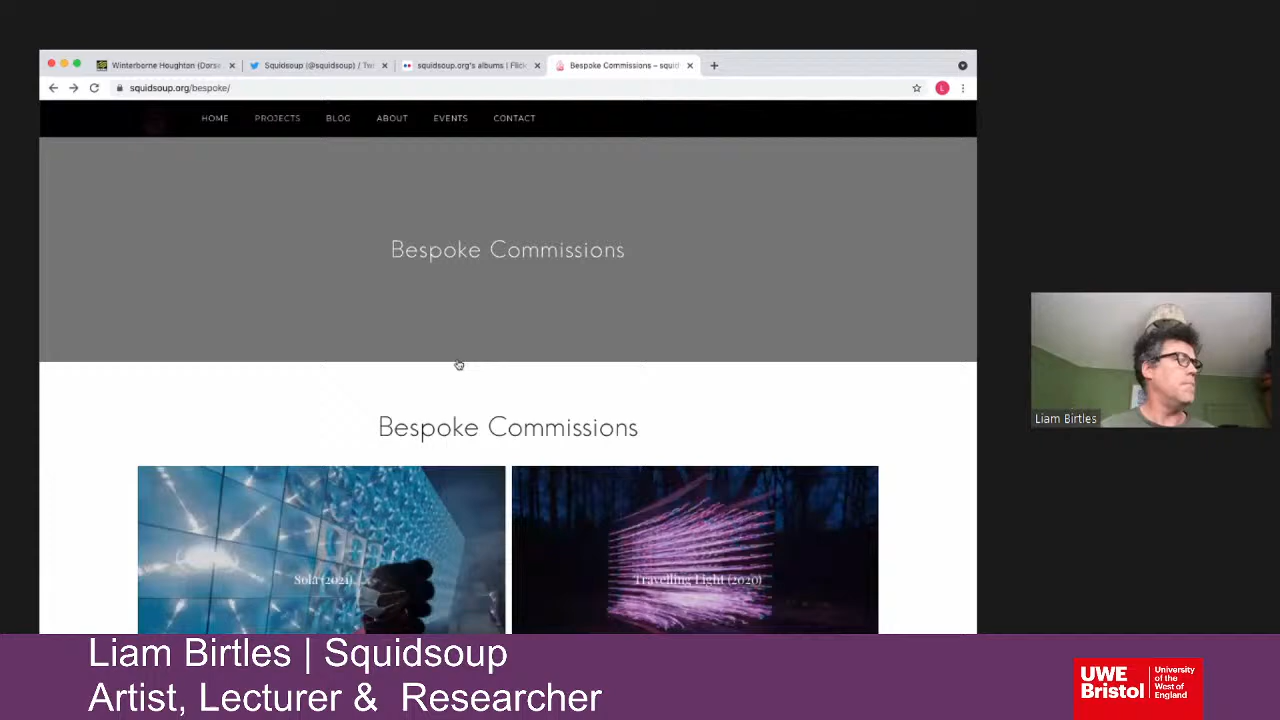 Winterborne Houghton (Dorse
Squidsoup (@squidsoup) / Tw
squidsoup.org's albums | Flick
Bespoke Commissions – squid
squidsoup.org/bespoke/
L
HOME
PROJECTS
BLOG
ABOUT
EVENTS
CONTACT
Bespoke Commissions
Bespoke Commissions
Sola (2021)
Travelling Light (2020)
Liam Birtles
Liam Birtles | Squidsoup
Artist, Lecturer & Researcher
UWE
Bristol
University
of the
West of
England